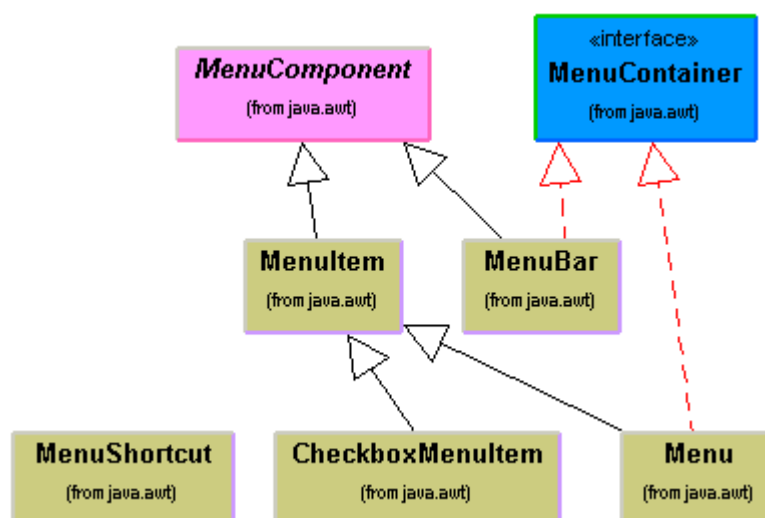 «interface»
MenuComponent
MenuContainer
(from java.awt)
(from java.awt)
MenuItem
(from java.awt)
MenuBar
(from java.awt)
MenuShortcut
(from java.awt)
CheckboxMenuItem
(from java.awt)
Menu
(from java.awt)